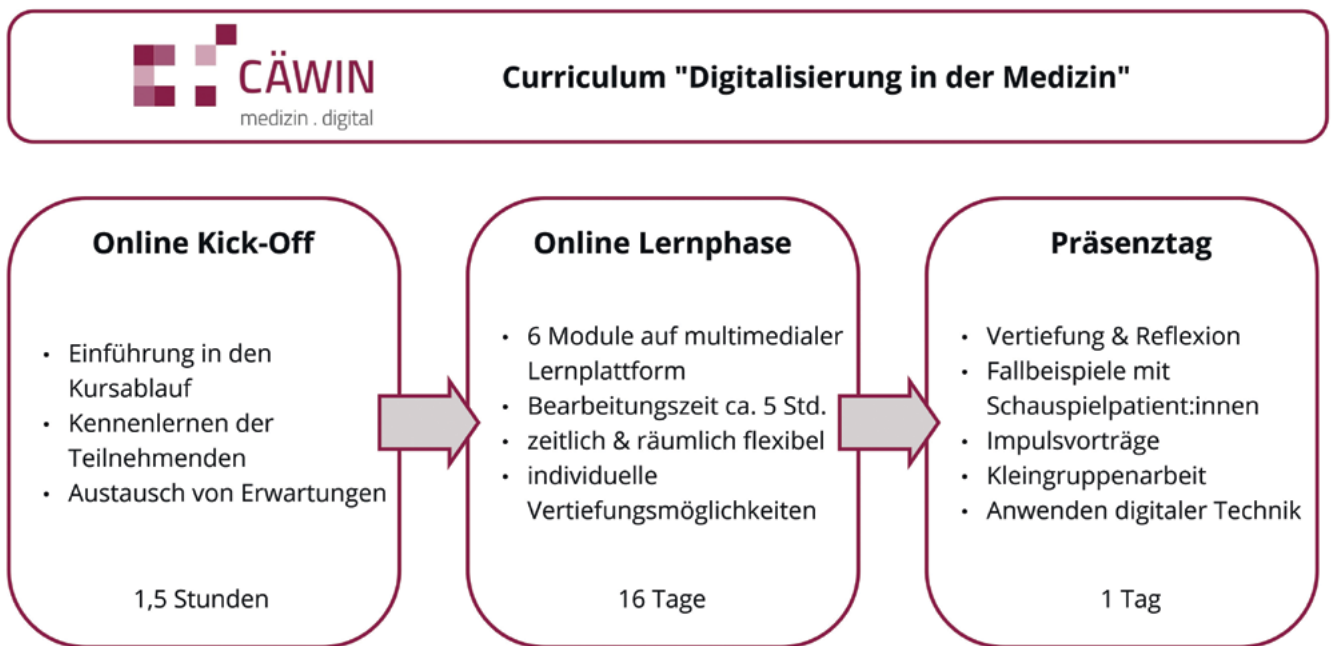 CÄWIN
medizin . digital
Curriculum "Digitalisierung in der Medizin"
Online Kick-Off
• Einführung in den
Kursablauf
• Kennenlernen der
Teilnehmenden
• Austausch von Erwartungen
1,5 Stunden
Online Lernphase
• 6 Module auf multimedialer
Lernplattform
• Bearbeitungszeit ca. 5 Std.
• zeitlich & räumlich flexibel
• individuelle
Vertiefungsmöglichkeiten
16 Tage
Präsenztag
• Vertiefung & Reflexion
• Fallbeispiele mit
Schauspielpatient:innen
• Impulsvorträge
• Kleingruppenarbeit
• Anwenden digitaler Technik
1 Tag